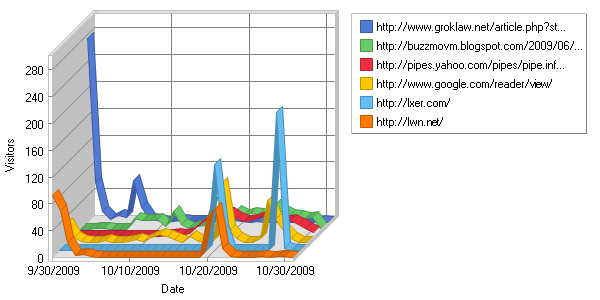 280
240
200
160
120
80
40
0
Visitors
9/30/2009
10/10/2009
10/20/2009
10/30/2009
Date
http://www.groklaw.net/article.php?st...
http://buzzmovm.blogspot.com/2009/06/...
http://pipes.yahoo.com/pipes/pipe.inf...
http://www.google.com/reader/view/
http://lxer.com/
http://lwn.net/